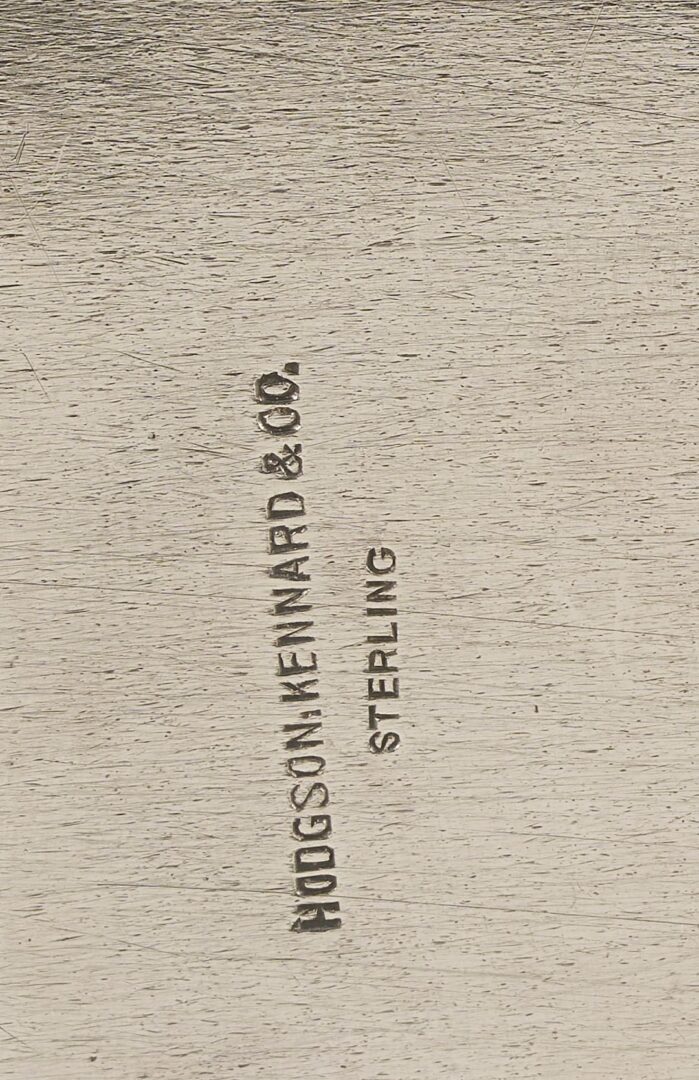 HODGSON, KENNARD & CO.
STERLING